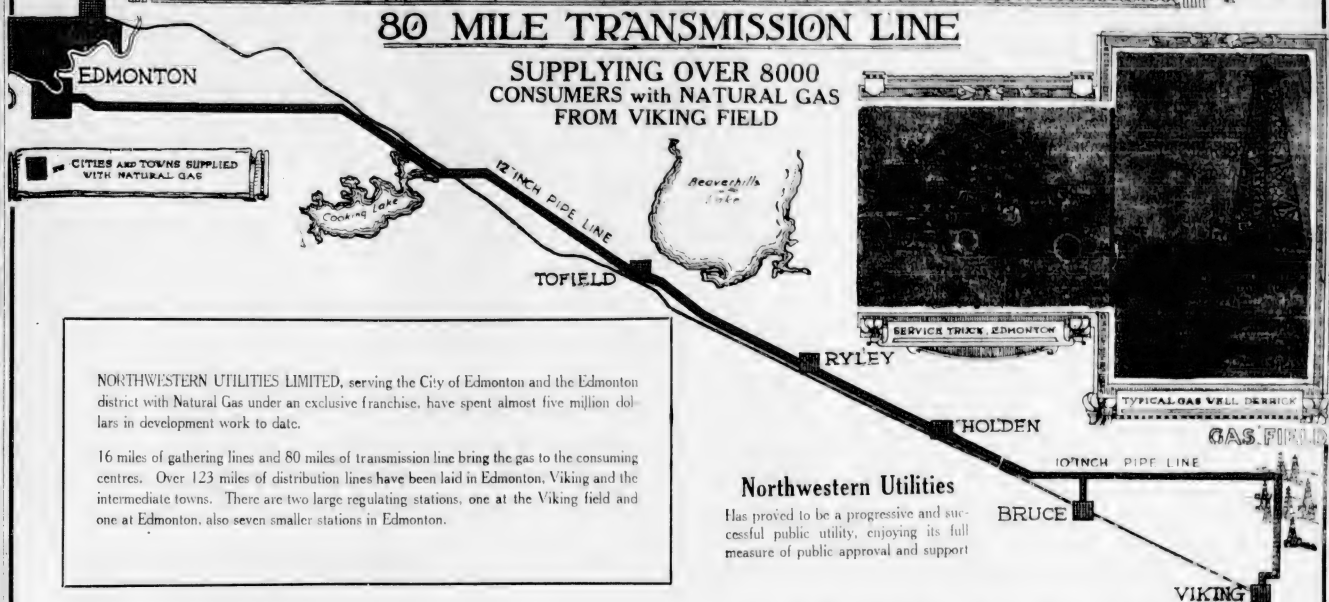 80 MILE TRANSMISSION LINE
SUPPLYING OVER 8000
CONSUMERS with NATURAL GAS
FROM VIKING FIELD
EDMONTON
CITIES AND TOWNS SUPPLIED
WITH NATURAL GAS
Cooking Lake
12 INCH PIPE LINE
Beaverhills
Lake
TOFIELD
SERVICE TRUCK, EDMONTON
TYPICAL GAS WELL DERRICK
GAS FIELD
RYLEY
HOLDEN
10 INCH PIPE LINE
BRUCE
VIKING
NORTHWESTERN UTILITIES LIMITED, serving the City of Edmonton and the Edmonton
district with Natural Gas under an exclusive franchise, have spent almost five million dol
lars in development work to date.
16 miles of gathering lines and 80 miles of transmission line bring the gas to the consuming
centres. Over 123 miles of distribution lines have been laid in Edmonton, Viking and the
intermediate towns. There are two large regulating stations, one at the Viking field and
one at Edmonton, also seven smaller stations in Edmonton.
Northwestern Utilities
Has proved to be a progressive and suc-
cessful public utility, enjoying its full
measure of public approval and support